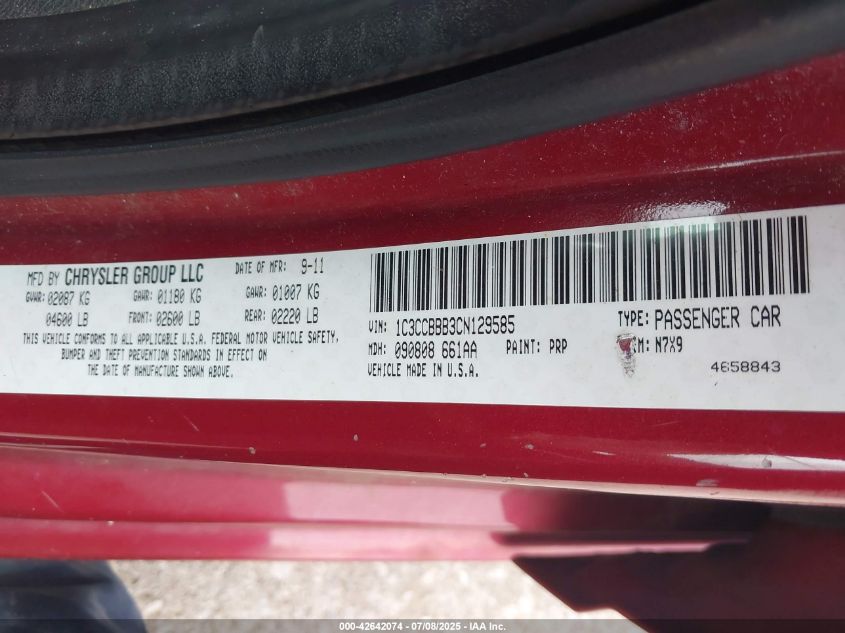 MFD BY CHRYSLER GROUP LLC DATE OF MFR: 9-11
GVWR: 02087 KG GAWR: 01180 KG GAWR: 01007 KG
04600 LB FRONT: 02600 LB REAR: 02220 LB
THIS VEHICLE CONFORMS TO ALL APPLICABLE U.S.A. FEDERAL MOTOR VEHICLE SAFETY,
BUMPER AND THEFT PREVENTION STANDARDS IN EFFECT ON
THE DATE OF MANUFACTURE SHOWN ABOVE.
VIN: 1C3CCBBB3CN129585 TYPE: PASSENGER CAR
MDH: 090808 661AA PAINT: PRP M: N7X9
VEHICLE MADE IN U.S.A. 4658843
000-42642074 | 07/08/2025 - IAA Inc.